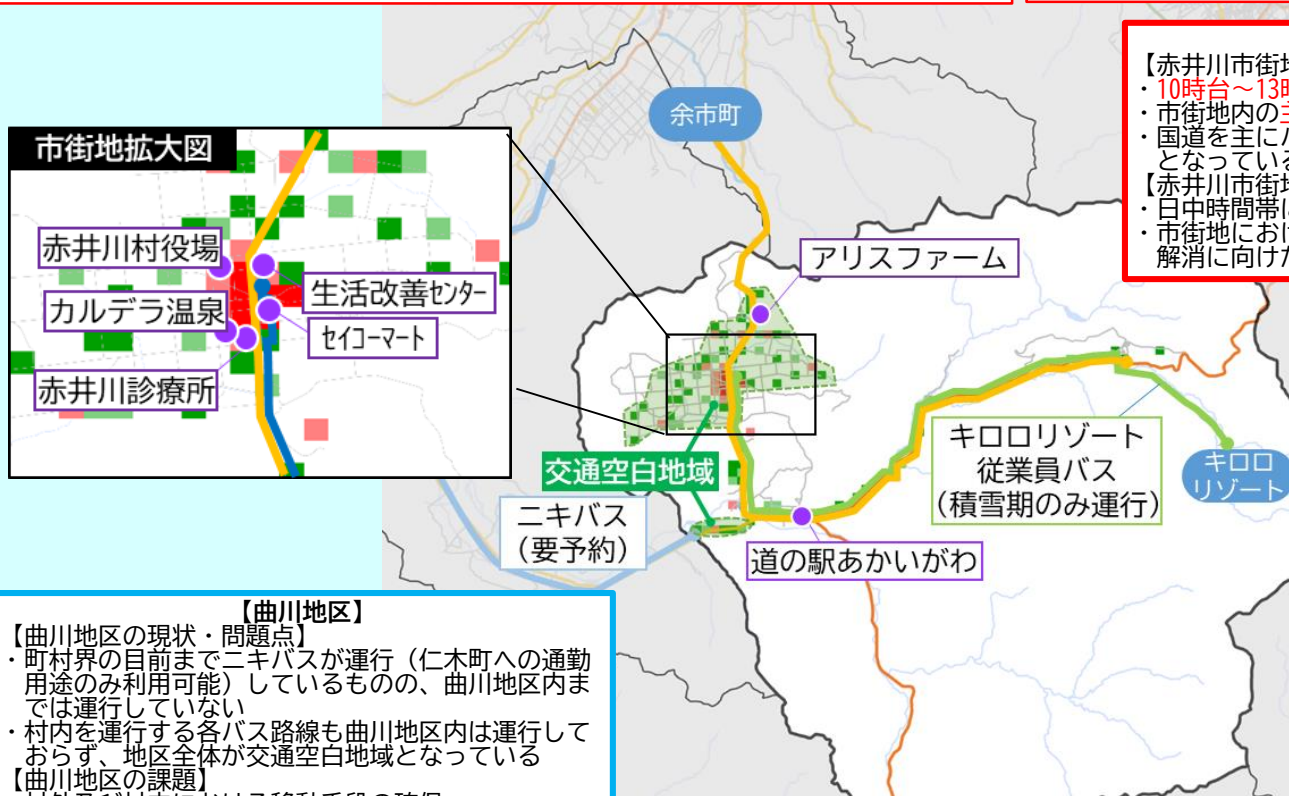 【赤井川市街地
・10時台～13時
・市街地内の主
・国道を主にバ
となっている
【赤井川市街地
・日中時間帯に
・市街地におけ
解消に向けた
余市町
市街地拡大図
赤井川村役場
カルデラ温泉
生活改善センター
セイコーマート
赤井川診療所
アリスファーム
キロロリゾート
従業員バス
(積雪期のみ運行)
キロロ
リゾート
交通空白地域
ニキバス
(要予約)
道の駅あかいがわ
【曲川地区】
【曲川地区の現状・問題点】
・町村界の目前までニキバスが運行（仁木町への通勤
用途のみ利用可能）しているものの、曲川地区内ま
では運行していない
・村内を運行する各バス路線も曲川地区内は運行して
おらず、地区全体が交通空白地域となっている
【曲川地区の課題】